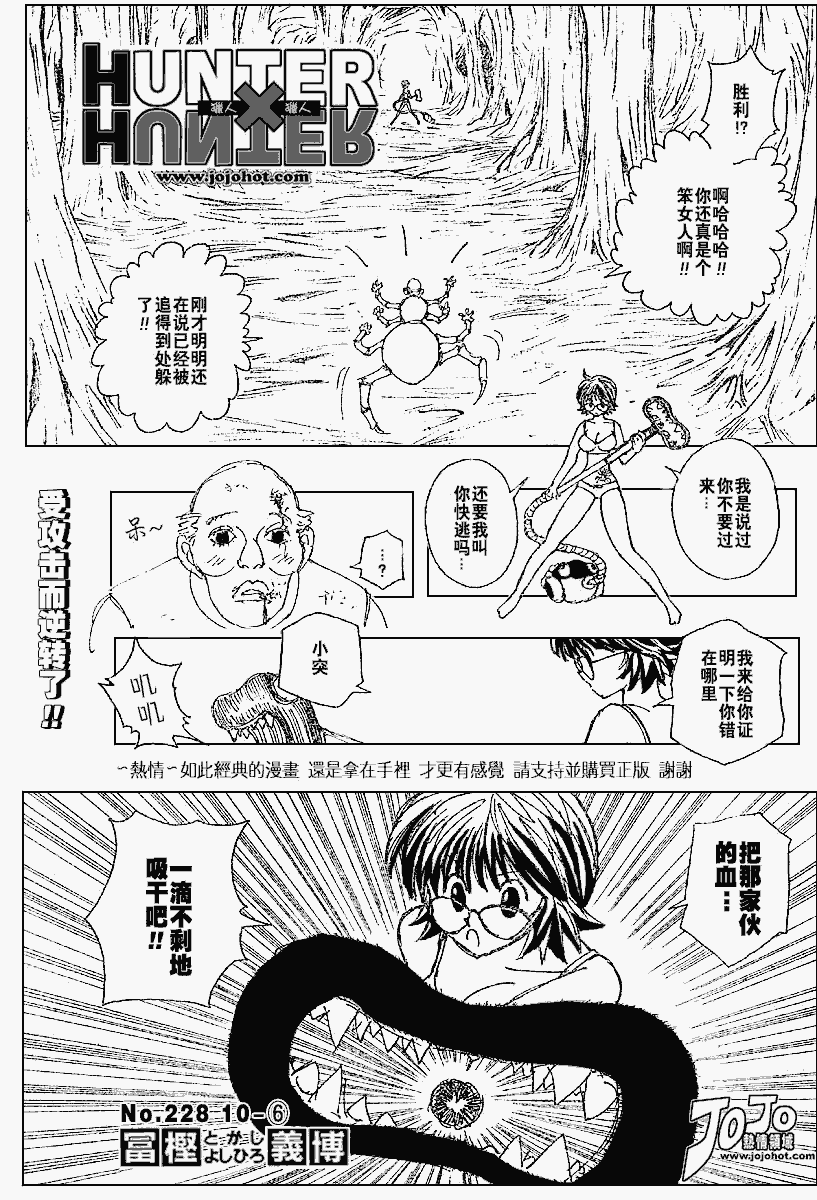 HUNTER
獵人×獵人
HUNTER
www.jojohot.com
胜利!?
啊哈哈哈!!
你还真是个
笨女人啊!!
刚才明明还
在说已经被
追得到处躲
了!!
我是说过
你不要过
来…
还要我叫
你快逃吗…
…?
呆~
受攻击而逆转了!!
我来给你证
明一下你错
在哪里
小突
叽
叽
~熱情~如此經典的漫畫 還是拿在手裡 才更有感覺 請支持並購買正版 謝謝
把那家伙
的血…
一滴不剩地
吸干吧!!
No.228 10-⑥
冨樫とがしよしひろ義博
JOJO
熱情領域
www.jojohot.com